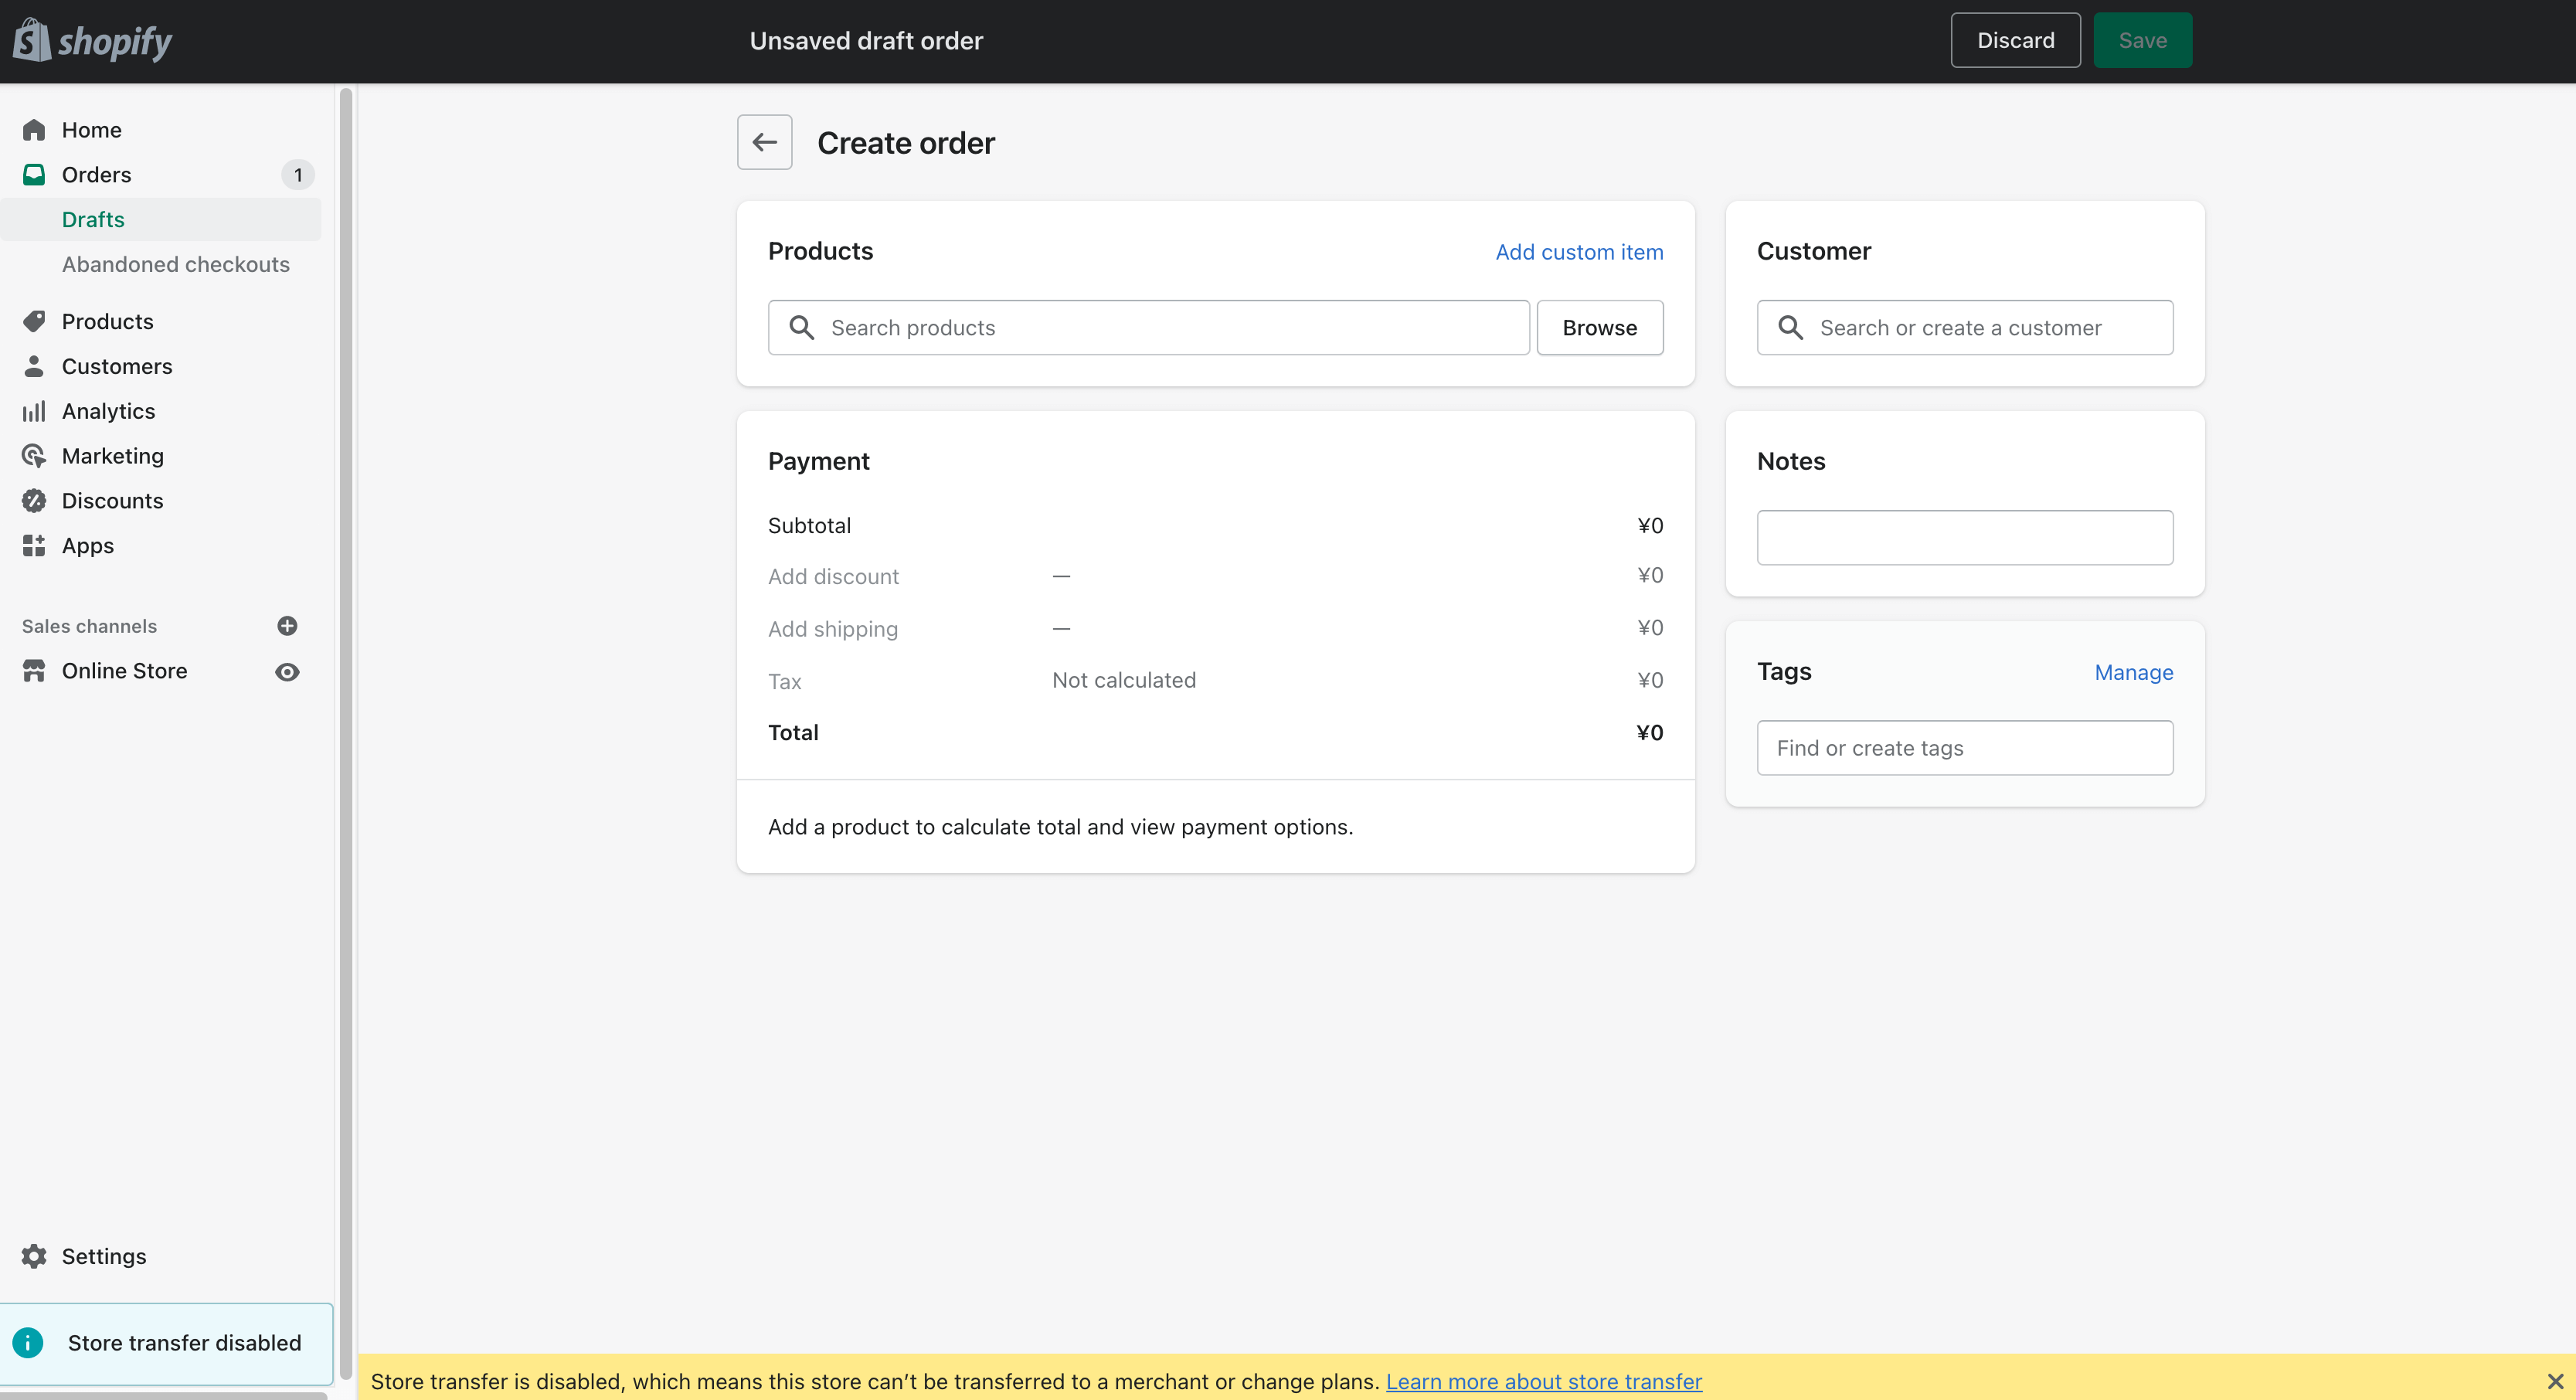 shopify
Unsaved draft order
Discard
Save
Home
Orders
1
Drafts
Abandoned checkouts
Products
Customers
Analytics
Marketing
Discounts
Apps
Sales channels
Online Store
Settings
Store transfer disabled
Create order
Products
Add custom item
Search products
Browse
Payment
Subtotal ¥0
Add discount — ¥0
Add shipping — ¥0
Tax Not calculated ¥0
Total ¥0
Add a product to calculate total and view payment options.
Customer
Search or create a customer
Notes
Tags
Manage
Find or create tags
Store transfer is disabled, which means this store can’t be transferred to a merchant or change plans. Learn more about store transfer